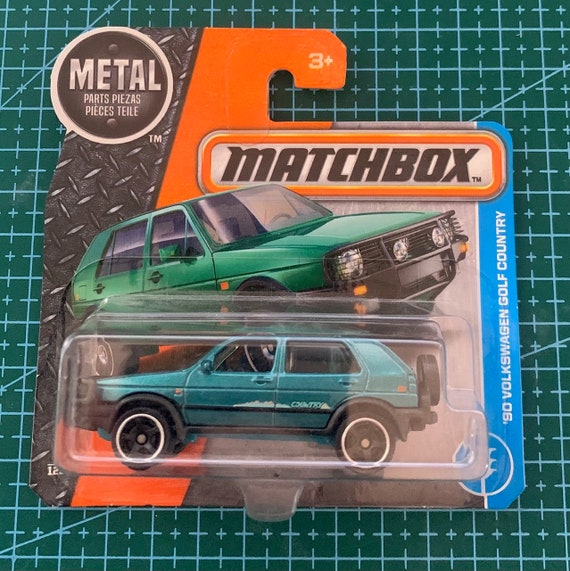 METAL
PARTS PIEZAS
PIÈCES TEILE
TM
3+
MATCHBOX TM
'90 VOLKSWAGEN GOLF COUNTRY
COUNTRY